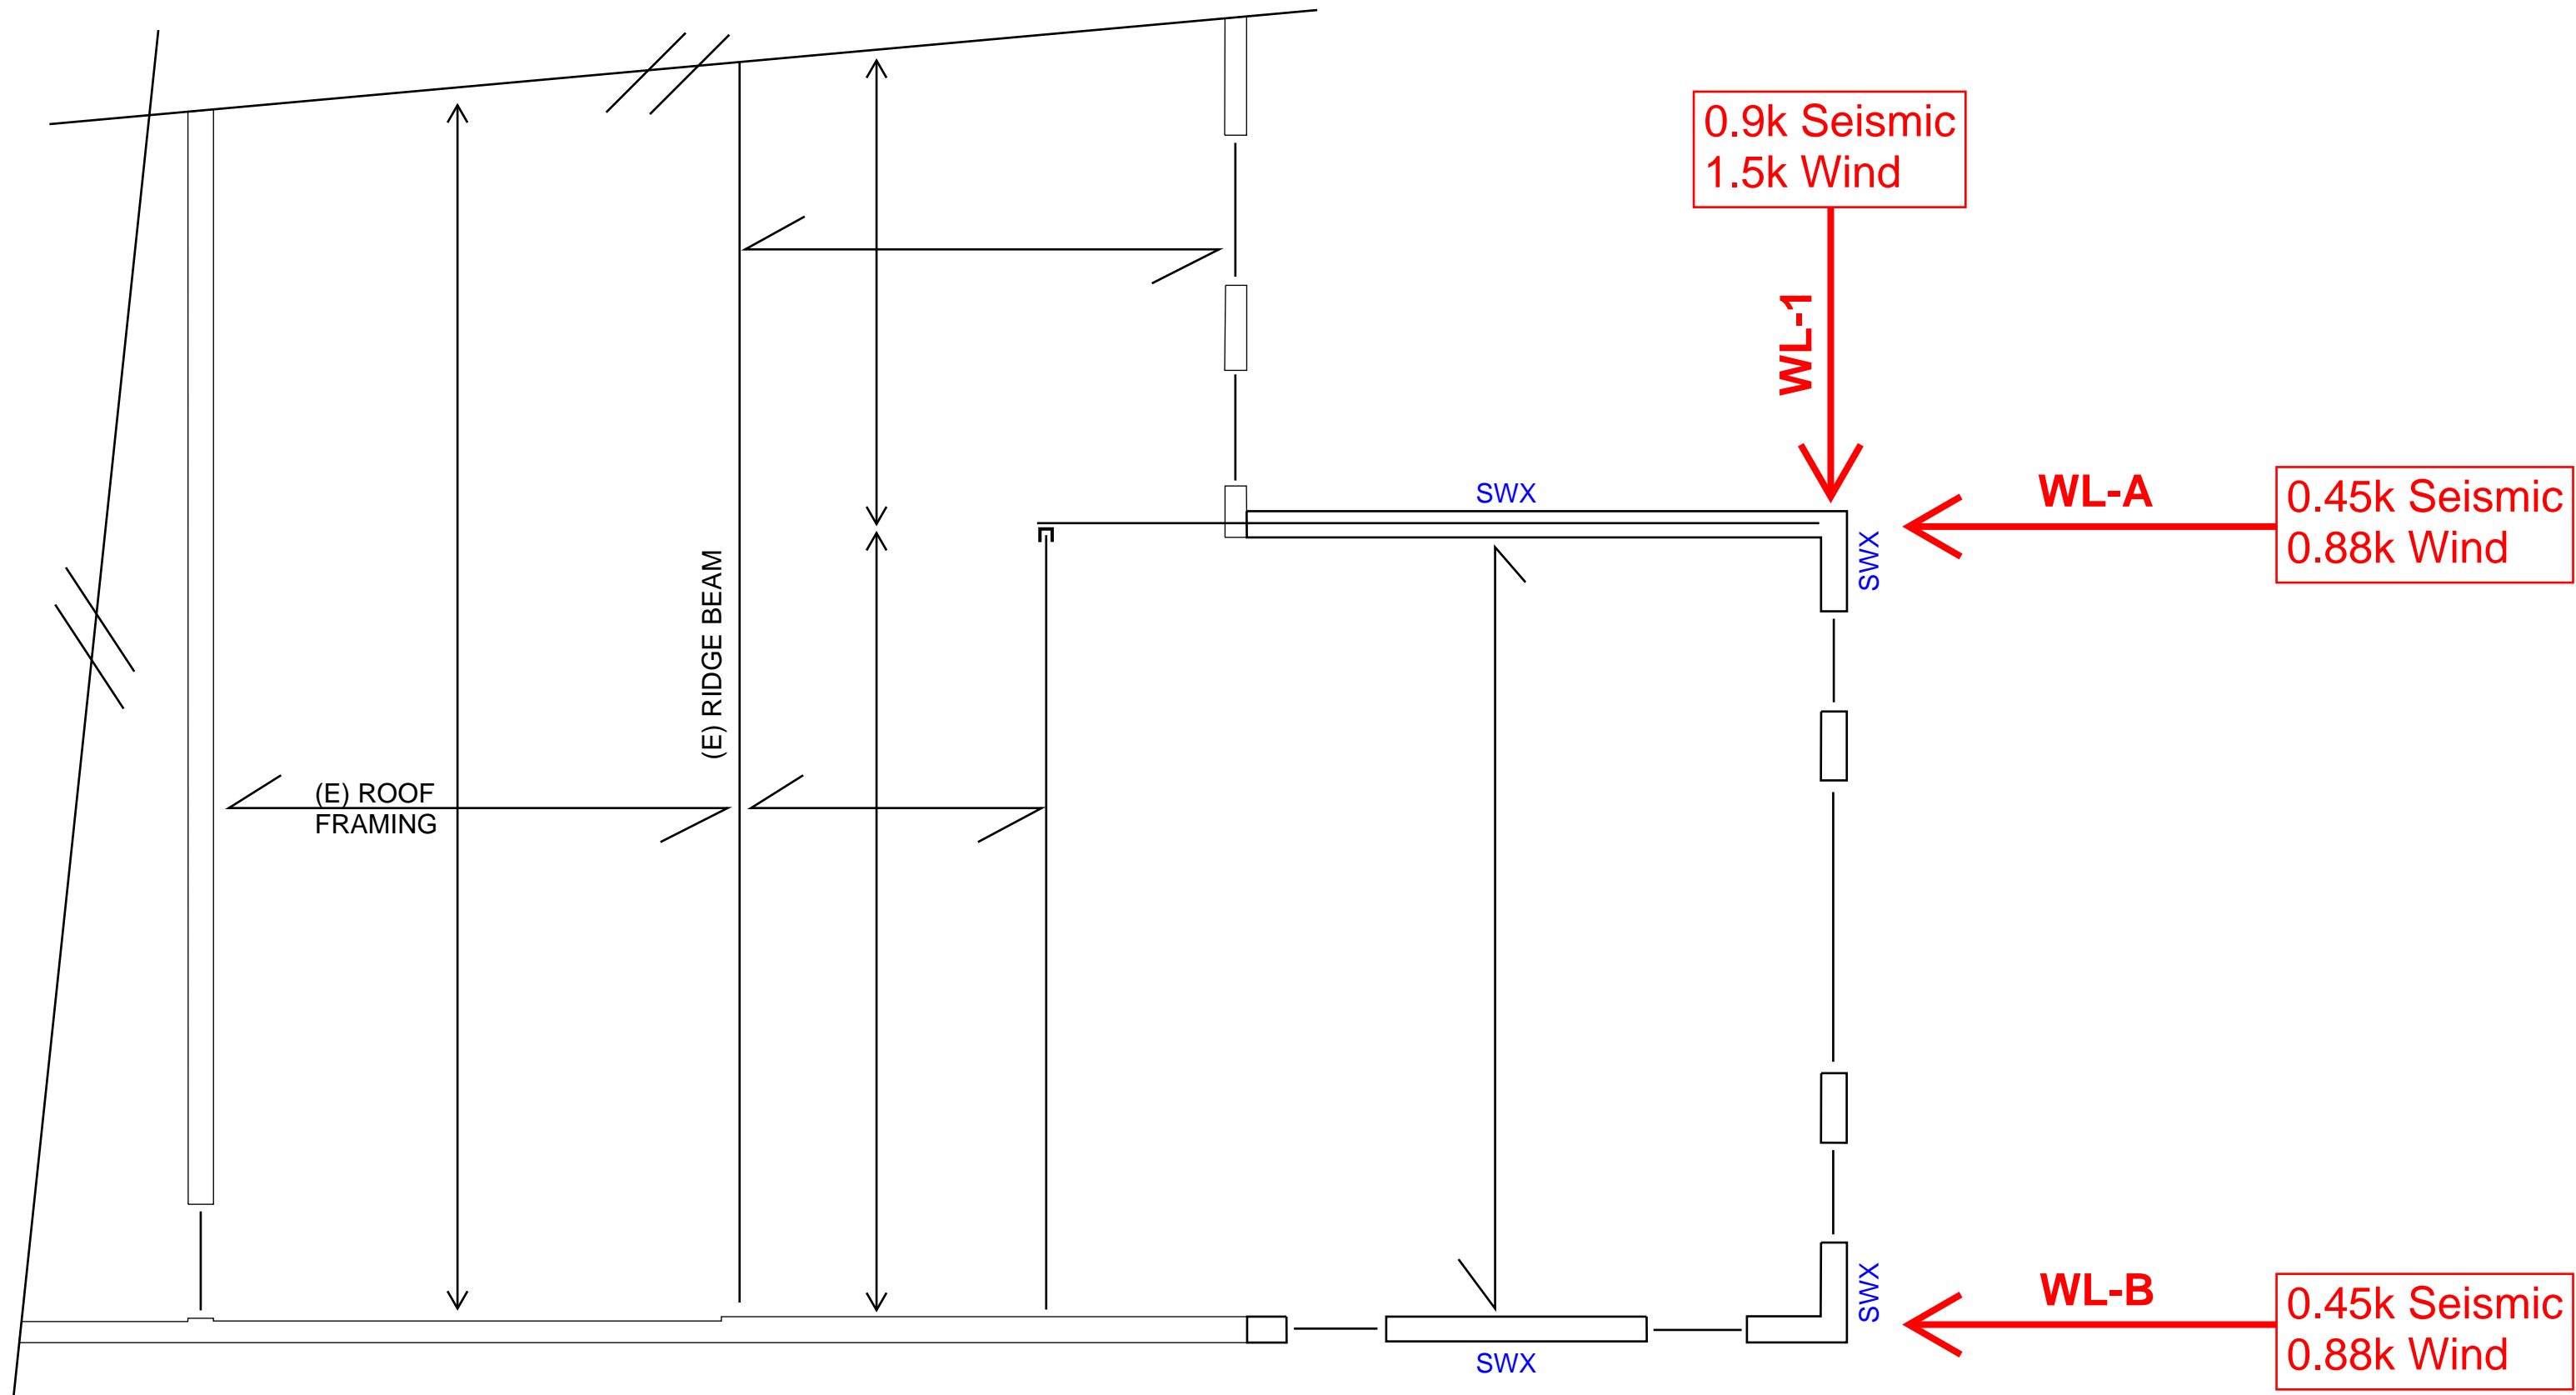 0.9k Seismic
1.5k Wind
WL-1
SWX
WL-A
0.45k Seismic
0.88k Wind
SWX
(E) RIDGE BEAM
(E) ROOF
FRAMING
SWX
WL-B
0.45k Seismic
0.88k Wind
SWX